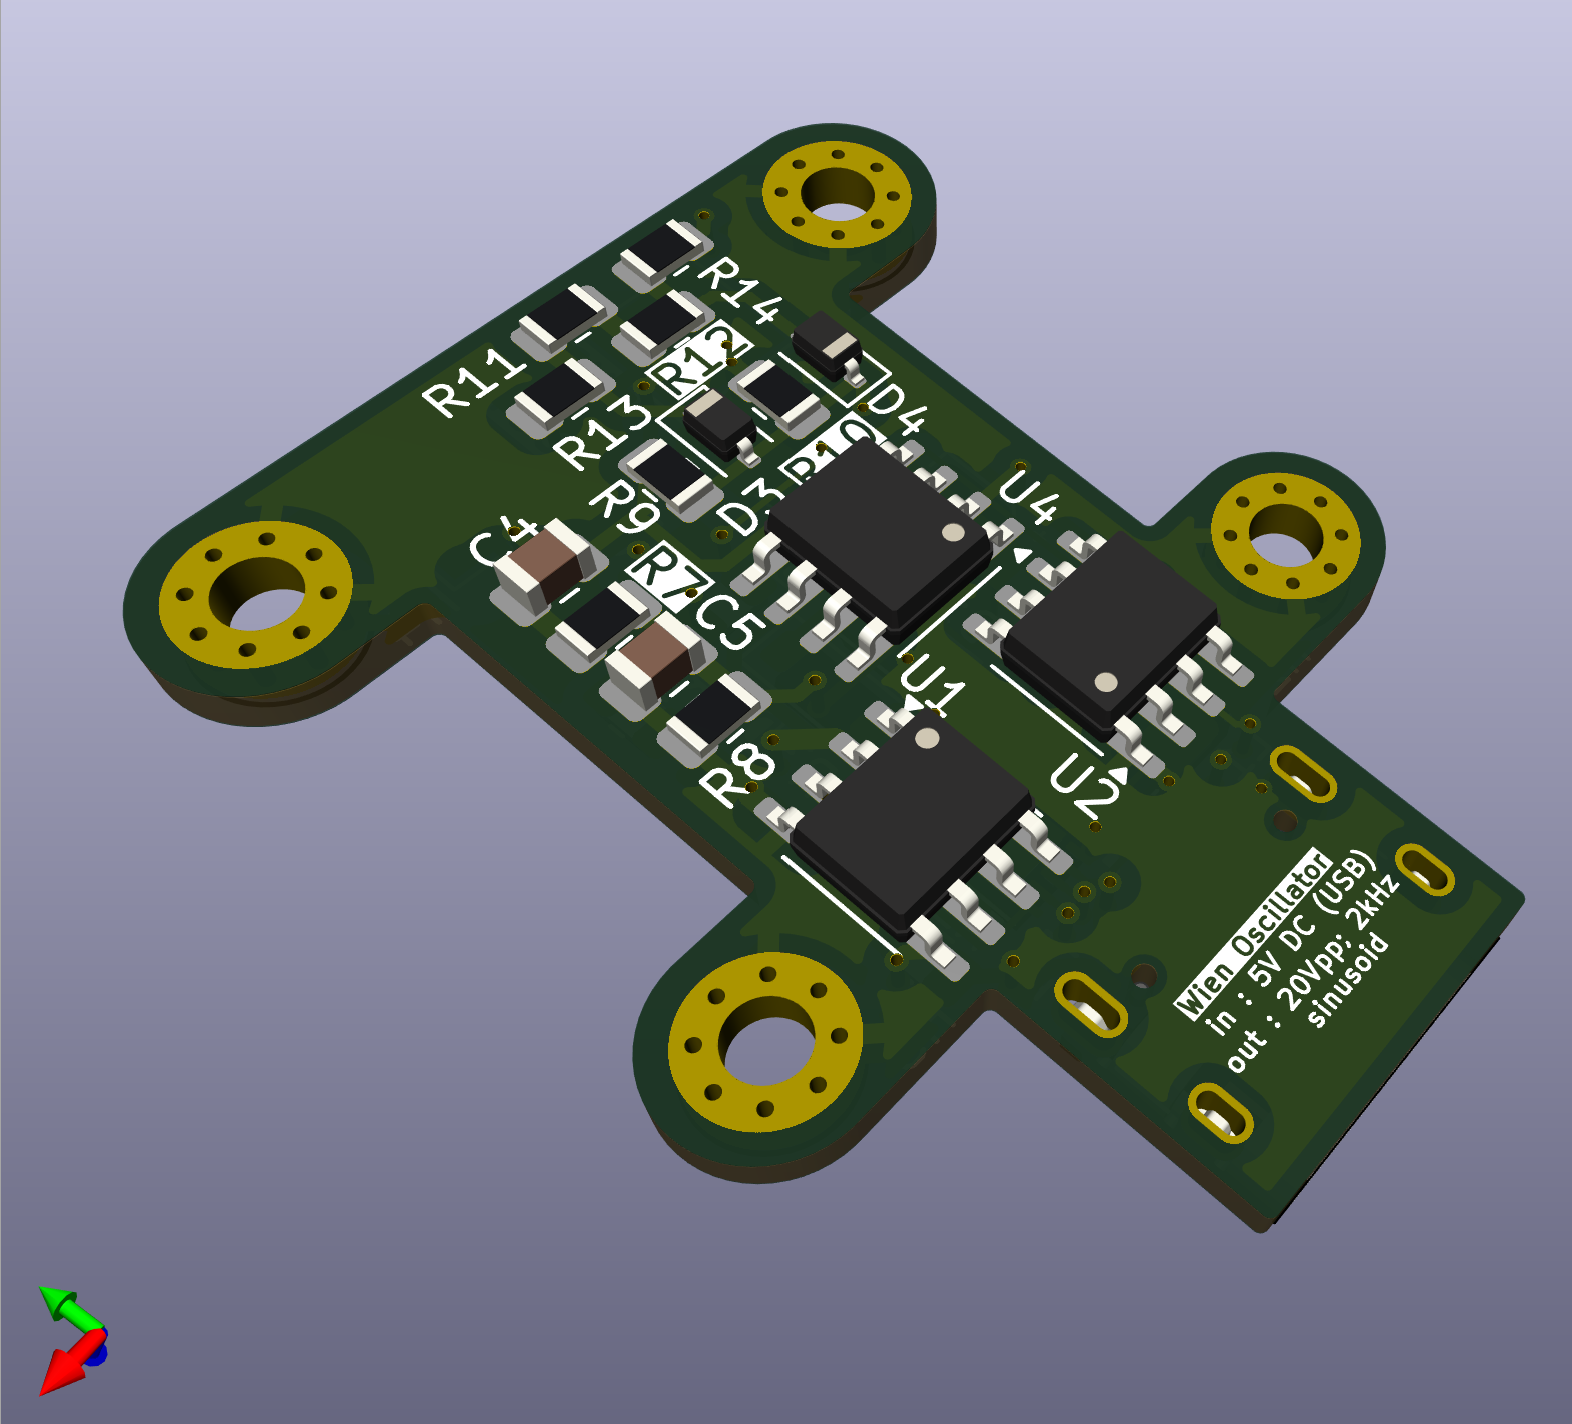 R14
R12
R11
D4
R13
D3
U4
R9
C4
R7
C5
U1
U2
R8
Wien Oscillator
in : 5V DC (USB)
out : 20Vpp; 2kHz
sinusoid